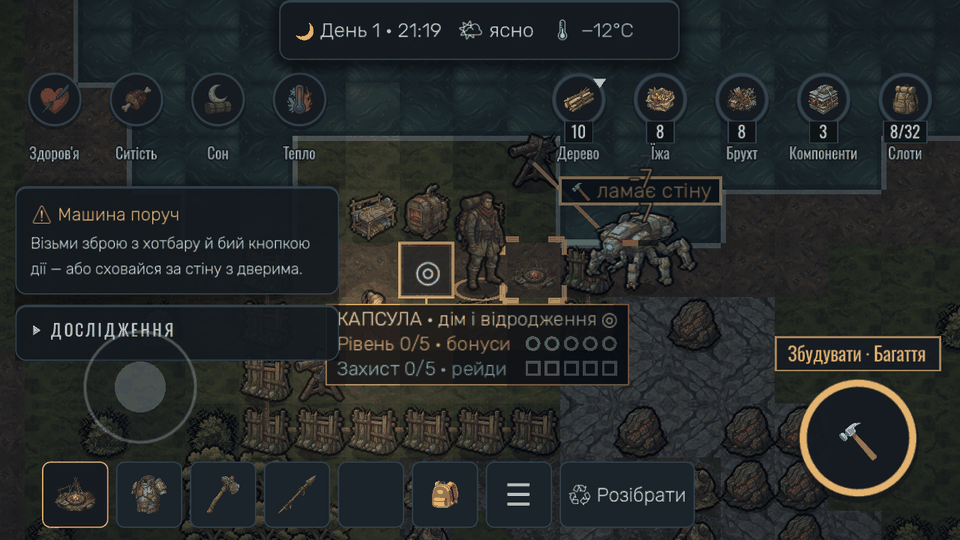 День 1 • 21:19 ясно −12°C
Здоров'я
Ситість
Сон
Тепло
10
Дерево
8
Їжа
8
Брухт
3
Компоненти
8/32
Слоти
-7
ламає стіну
-7
Машина поруч
Візьми зброю з хотбару й бий кнопкою
дії — або сховайся за стіну з дверима.
ДОСЛІДЖЕННЯ
КАПСУЛА • дім і відродження
Рівень 0/5 • бонуси
Захист 0/5 • рейди
Збудувати · Багаття
Розібрати